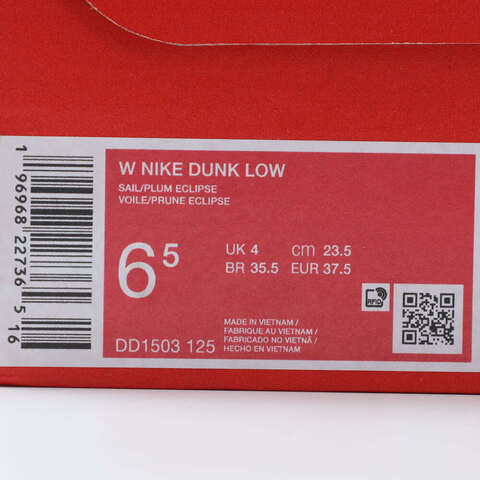 W NIKE DUNK LOW
SAIL/PLUM ECLIPSE
VOILE/PRUNE ECLIPSE
6 5
UK 4 cm 23.5
BR 35.5 EUR 37.5
RFID
MADE IN VIETNAM /
FABRIQUE AU VIETNAM /
FABRICADO NO VIETNÃ /
HECHO EN VIETNAM
DD1503 125
1 96968 22736 5 16